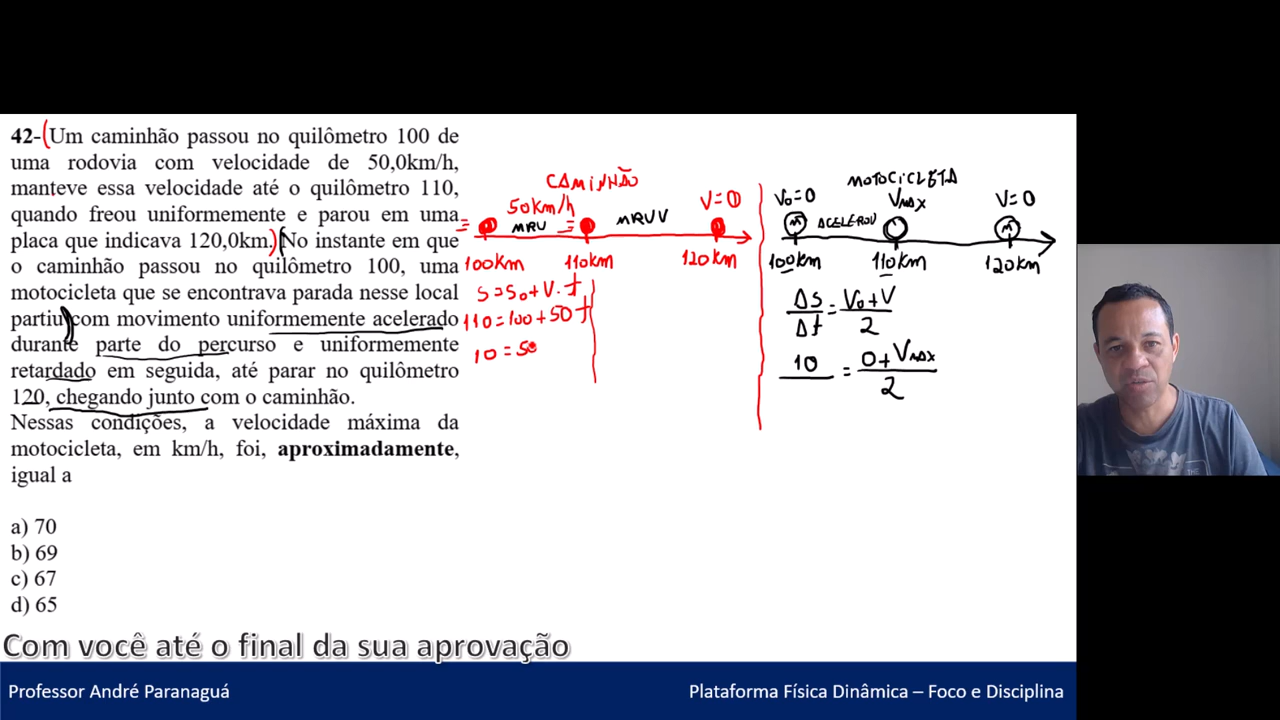 42-(Um caminhão passou no quilômetro 100 de
uma rodovia com velocidade de 50,0km/h,
manteve essa velocidade até o quilômetro 110,
quando freou uniformemente e parou em uma
placa que indicava 120,0km.) (No instante em que
o caminhão passou no quilômetro 100, uma
motocicleta que se encontrava parada nesse local
partiu) com movimento uniformemente acelerado
durante parte do percurso e uniformemente
retardado em seguida, até parar no quilômetro
120, chegando junto com o caminhão.
Nessas condições, a velocidade máxima da
motocicleta, em km/h, foi, aproximadamente,
igual a
a) 70
b) 69
c) 67
d) 65
CAMINHÃO
50km/h
V=0
MRU
MRUV
100km 110km 120km
S=S₀+V.t
110=100+50t
10=50
MOTOCICLETA
V₀=0 VMAX V=0
M ACELEROU M
100km 110km 120km
ΔS/Δt = V₀+V/2
10/ = 0+VMAX/2
THE
Com você até o final da sua aprovação
Professor André Paranaguá
Plataforma Física Dinâmica – Foco e Disciplina